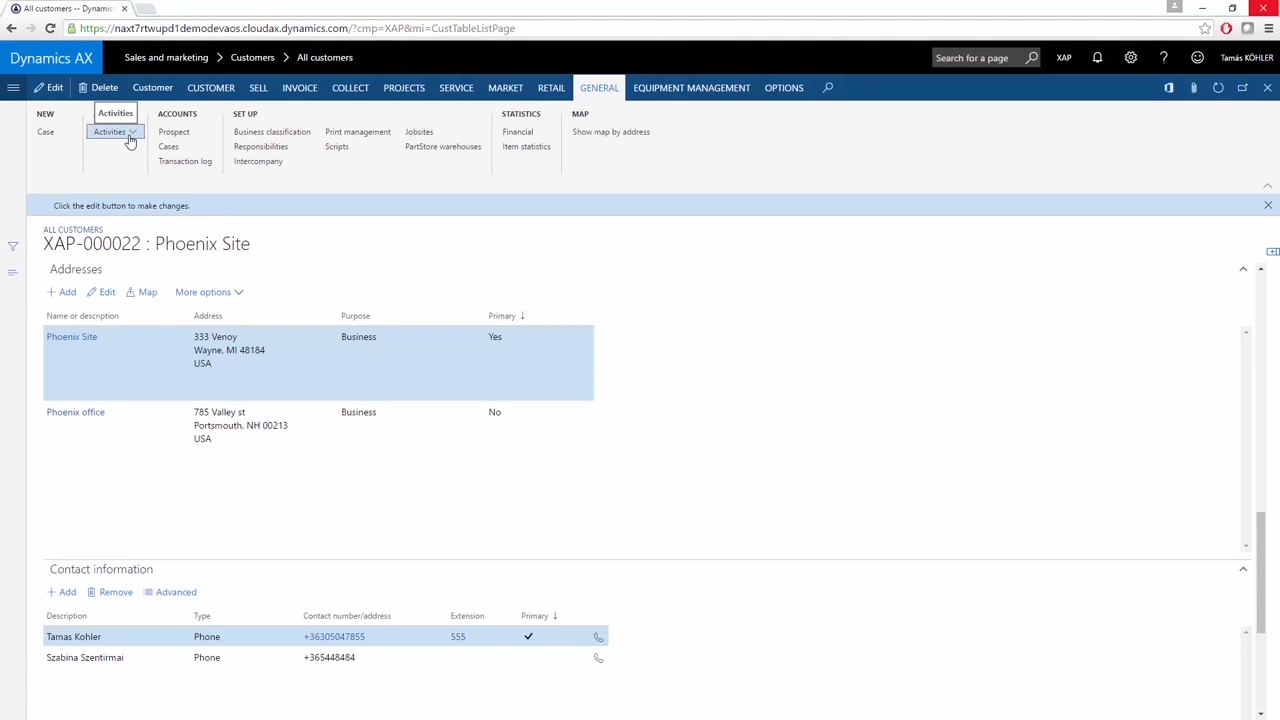 All customers -- Dynamics
https://naxt7rtwupd1demodevaos.cloudax.dynamics.com/?cmp=XAP&mi=CustTableListPage
Dynamics AX
Sales and marketing > Customers > All customers
Search for a page
XAP
Tamás KÖHLER
Edit Delete Customer CUSTOMER SELL INVOICE COLLECT PROJECTS SERVICE MARKET RETAIL GENERAL EQUIPMENT MANAGEMENT OPTIONS
NEW
Case
Activities
Activities
ACCOUNTS
Prospect
Cases
Transaction log
SET UP
Business classification
Responsibilities
Intercompany
Print management
Scripts
Jobsites
PartStore warehouses
STATISTICS
Financial
Item statistics
MAP
Show map by address
Click the edit button to make changes.
ALL CUSTOMERS
XAP-000022 : Phoenix Site
Addresses
+ Add Edit Map More options
Name or description Address Purpose Primary ↓
Phoenix Site 333 Venoy Business Yes
Wayne, MI 48184
USA
Phoenix office 785 Valley st Business No
Portsmouth, NH 00213
USA
Contact information
+ Add Remove Advanced
Description Type Contact number/address Extension Primary ↓
Tamas Kohler Phone +36305047855 555
Szabina Szentirmai Phone +365448484